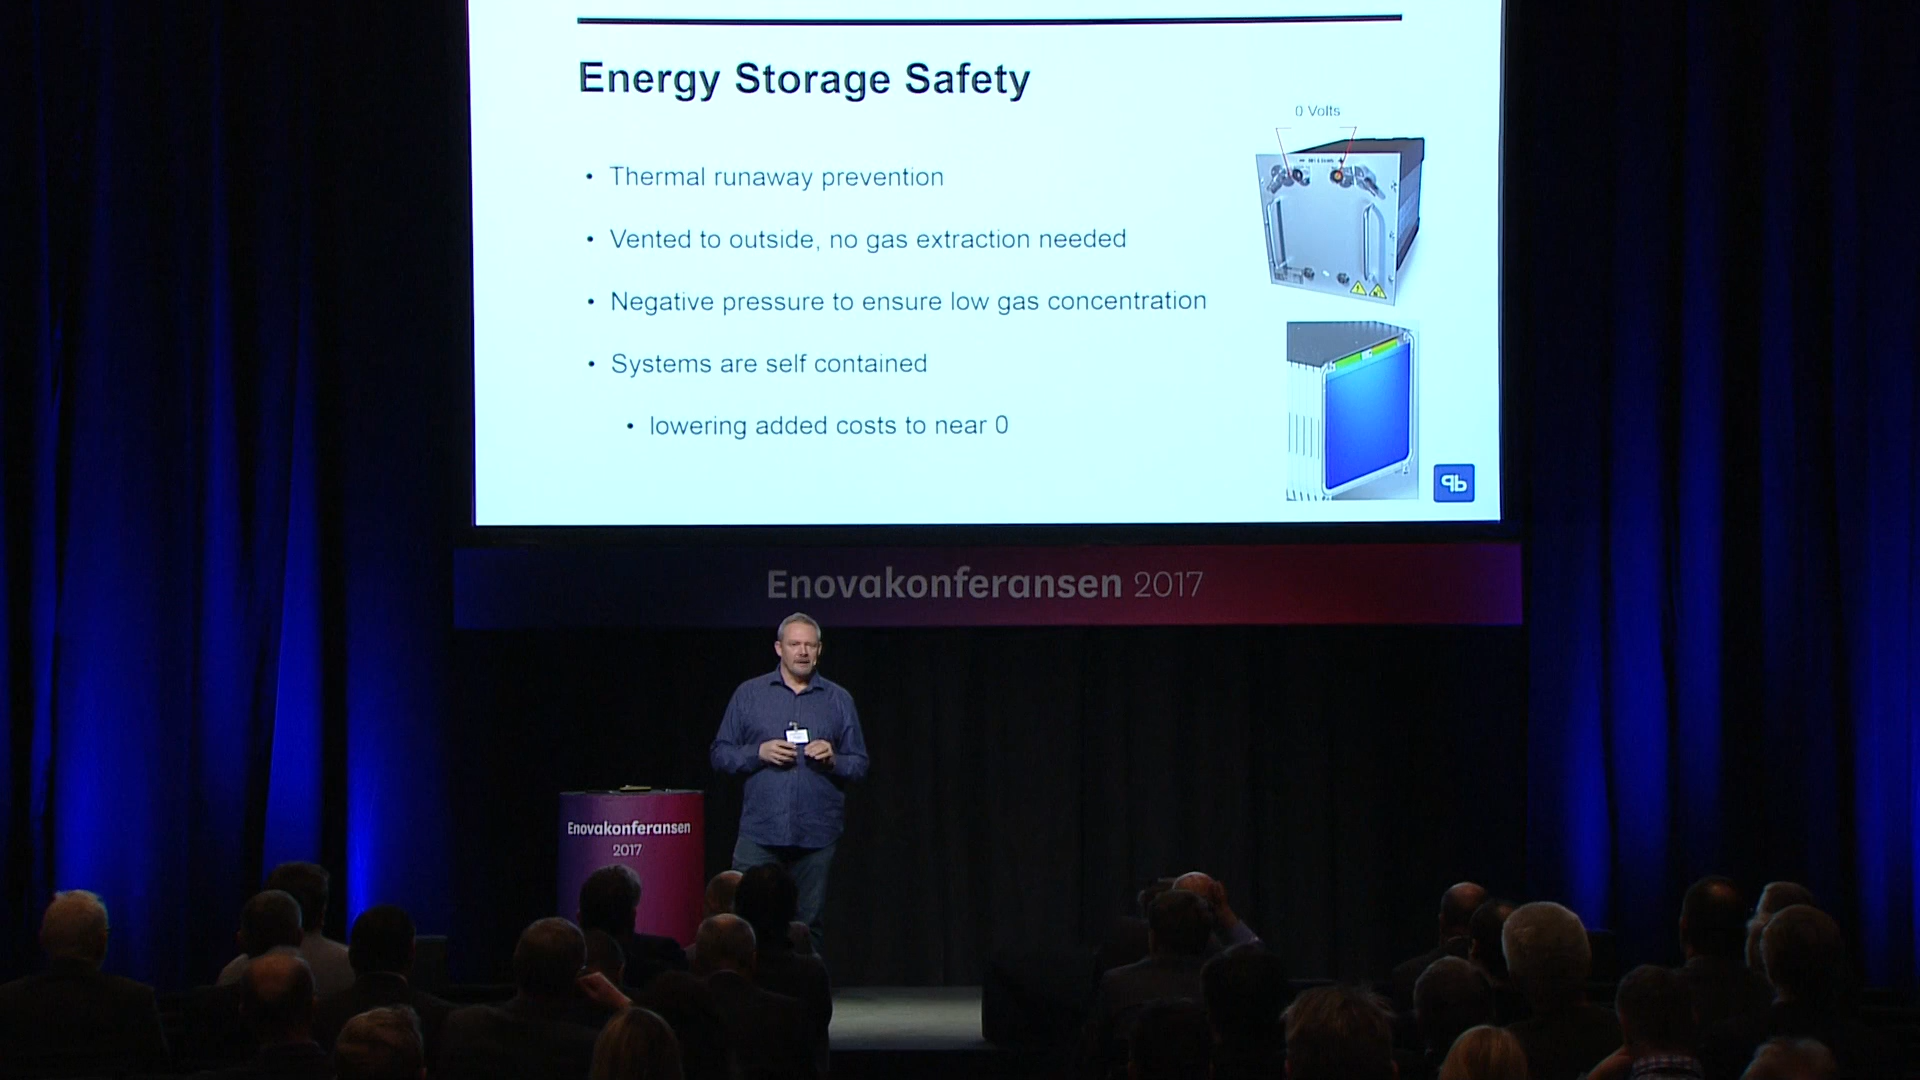 Energy Storage Safety
0 Volts
• Thermal runaway prevention
• Vented to outside, no gas extraction needed
• Negative pressure to ensure low gas concentration
• Systems are self contained
• lowering added costs to near 0
Enovakonferansen 2017
Enovakonferansen
2017